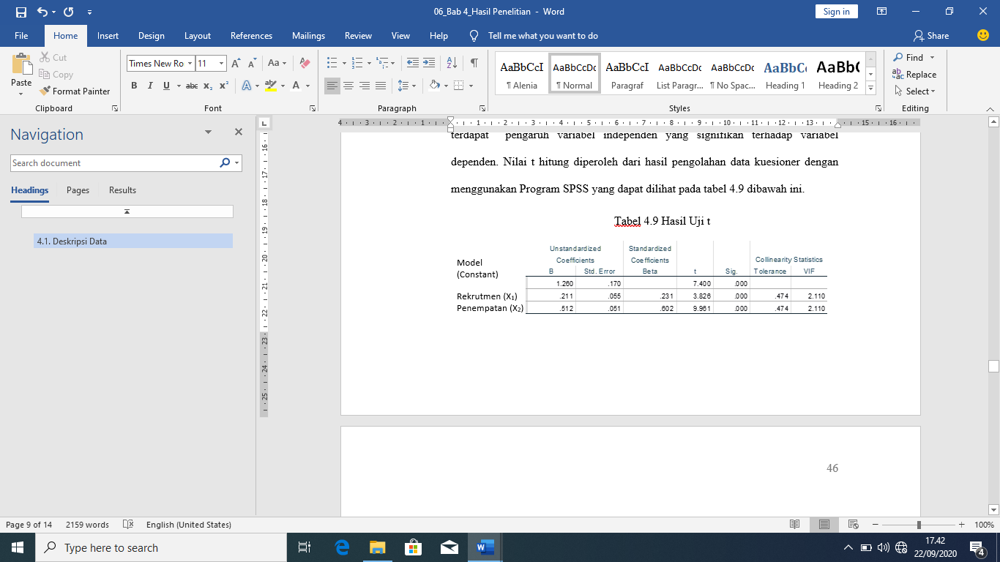 06_Bab 4_Hasil Penelitian - Word
Sign in
File Home Insert Design Layout References Mailings Review View Help Tell me what you want to do Share
Paste
Cut
Copy
Format Painter
Clipboard
Times New Ro 11
B I U abc x₂ x²
Font
Paragraph
AaBbCcI AaBbCcDc AaBbCcI AaBbCcDc AaBbCcDc AaBbCc AaBb(
¶ Alenia ¶ Normal Paragraf List Paragr... ¶ No Spac... Heading 1 Heading 2
Styles
Find
Replace
Select
Editing
Navigation
Search document
Headings Pages Results
4.1. Deskripsi Data
terdapat pengaruh variabel independen yang signifikan terhadap variabel
dependen. Nilai t hitung diperoleh dari hasil pengolahan data kuesioner dengan
menggunakan Program SPSS yang dapat dilihat pada tabel 4.9 dibawah ini.
Tabel 4.9 Hasil Uji t
Model
(Constant)
Unstandardized Coefficients Standardized Coefficients Collinearity Statistics
B Std. Error Beta t Sig. Tolerance VIF
1.260 .170 7.400 .000
Rekrutmen (X₁) .211 .055 .231 3.826 .000 .474 2.110
Penempatan (X₂) .512 .051 .602 9.961 .000 .474 2.110
46
Page 9 of 14 2159 words English (United States) 100%
Type here to search
17.42
22/09/2020
4